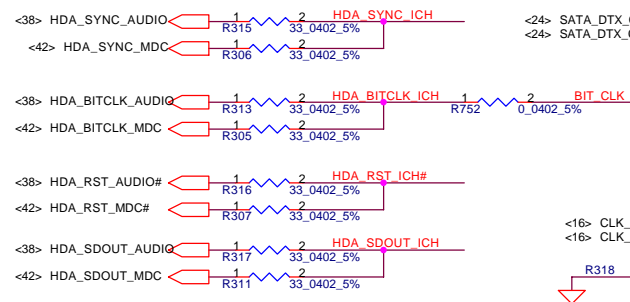 <38> HDA_SYNC_AUDIO 1 2 HDA_SYNC_ICH <24> SATA_DTX_
R315 33_0402_5% <24> SATA_DTX_
<42> HDA_SYNC_MDC 1 2
R306 33_0402_5%
<38> HDA_BITCLK_AUDIO 1 2 HDA_BITCLK_ICH 1 2 BIT_CLK
R313 33_0402_5% R752 0_0402_5%
<42> HDA_BITCLK_MDC 1 2
R305 33_0402_5%
<38> HDA_RST_AUDIO# 1 2 HDA_RST_ICH#
R316 33_0402_5%
<42> HDA_RST_MDC# 1 2
R307 33_0402_5%
<16> CLK_
<16> CLK_
<38> HDA_SDOUT_AUDIO 1 2 HDA_SDOUT_ICH
R317 33_0402_5%
<42> HDA_SDOUT_MDC 1 2 R318
R311 33_0402_5%